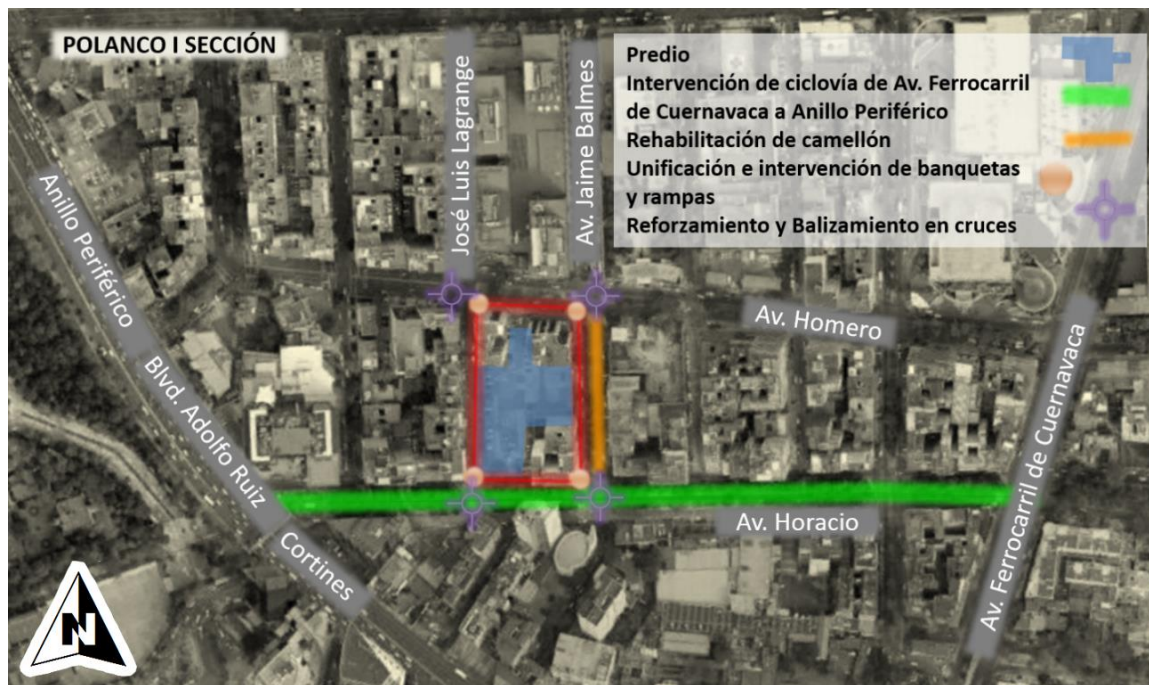 POLANCO I SECCIÓN
José Luis Lagrange
Av. Jaime Balmes
Predio
Intervención de ciclovía de Av. Ferrocarril
de Cuernavaca a Anillo Periférico
Rehabilitación de camellón
Unificación e intervención de banquetas
y rampas
Reforzamiento y Balizamiento en cruces
Anillo Periférico
Blvd. Adolfo Ruiz
Cortines
Av. Homero
Av. Horacio
Av. Ferrocarril de Cuernavaca
N